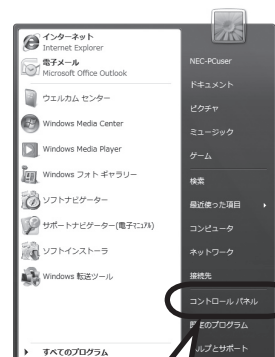 インターネット
Internet Explorer
電子メール
Microsoft Office Outlook
ウエルカム センター
Windows Media Center
Windows Media Player
Windows フォト ギャラリー
ソフトナビゲーター
サポートナビゲーター(電子マニュアル)
ソフトインストーラ
Windows 転送ツール
すべてのプログラム
NEC-PCuser
ドキュメント
ピクチャ
ミュージック
ゲーム
検索
最近使った項目
コンピュータ
ネットワーク
接続先
コントロール パネル
のプログラム
ヘルプとサポート